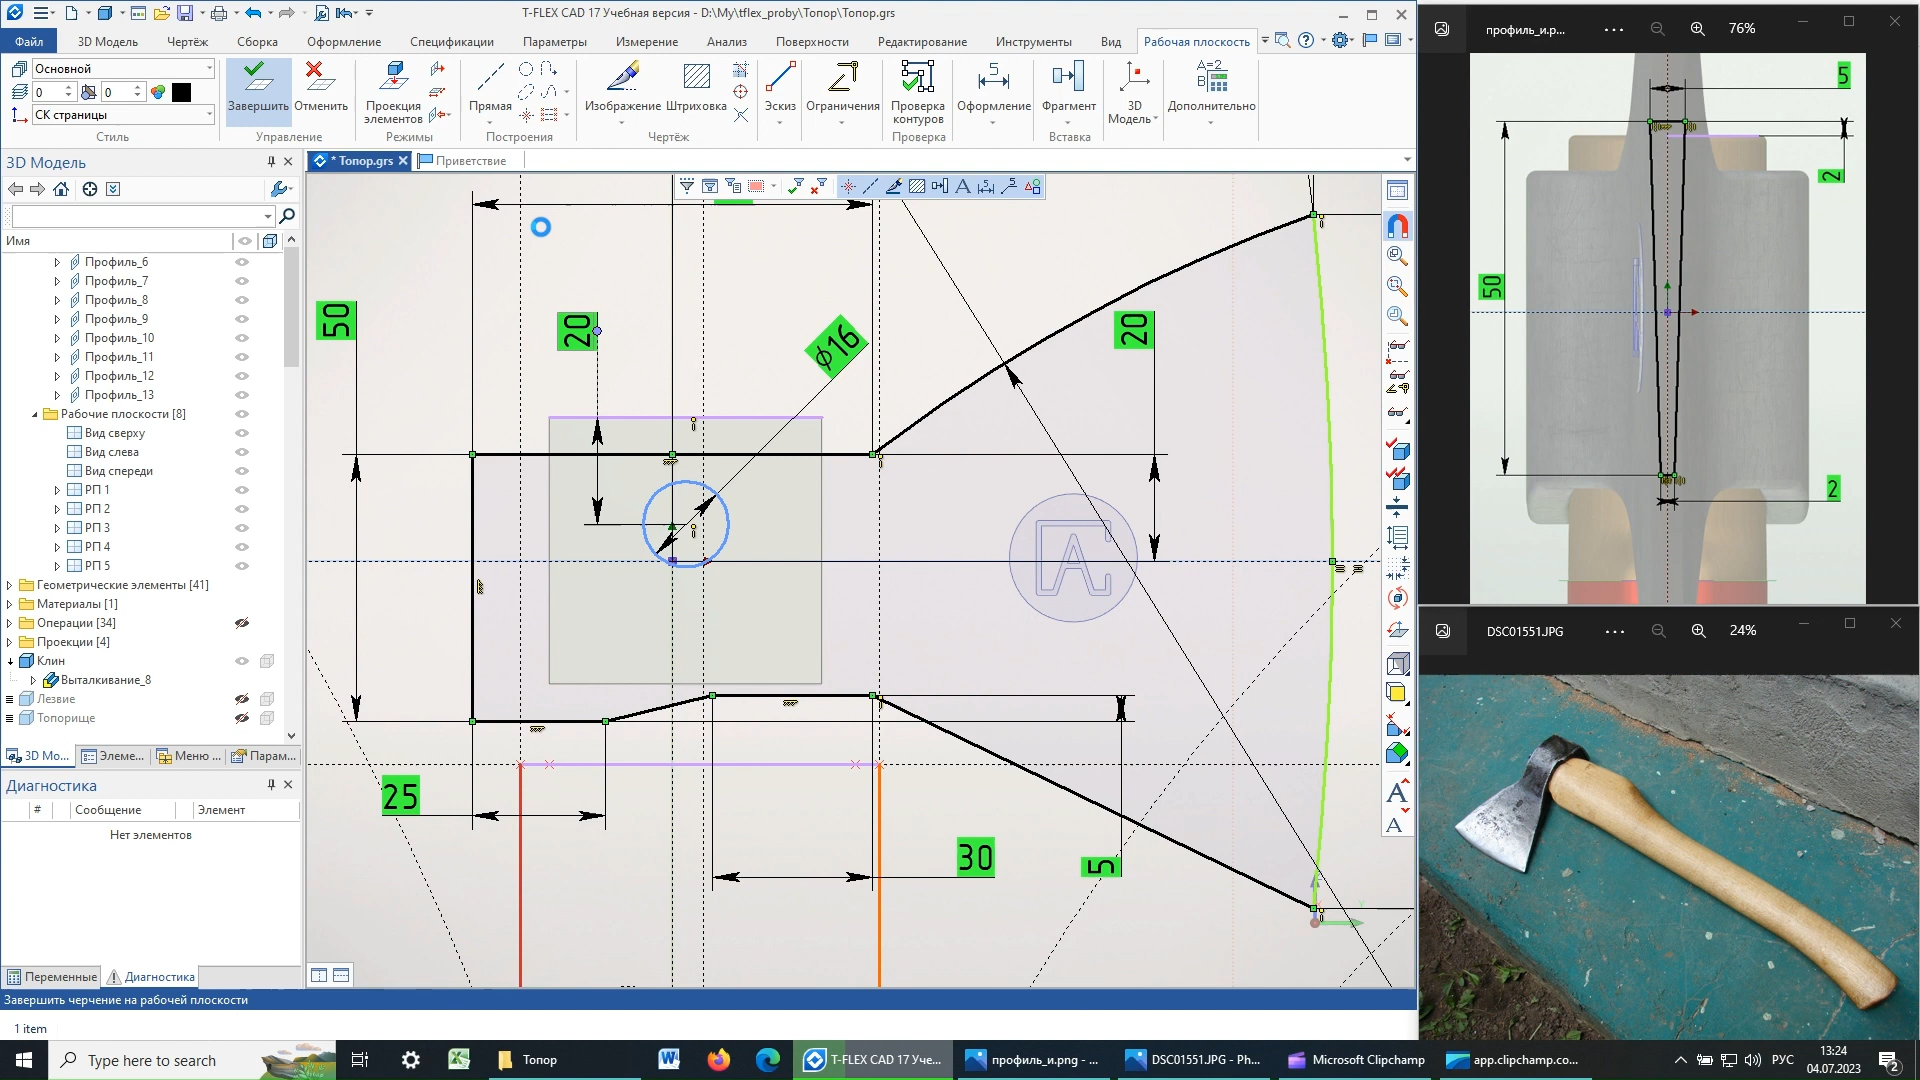 T-FLEX CAD 17 Учебная версия - D:\My\tflex_proby\Топор\Топор.grs
Файл
3D Модель
Чертёж
Сборка
Оформление
Спецификации
Параметры
Измерение
Анализ
Поверхности
Редактирование
Инструменты
Вид
Рабочая плоскость
Основной
0
0
СК страницы
Завершить
Отменить
Проекция элементов
Прямая
Изображение
Штриховка
Эскиз
Ограничения
Проверка контуров
Оформление
Фрагмент
3D Модель
Дополнительно
Стиль
Управление
Режимы
Построения
Чертёж
Проверка
Вставка
3D Модель
* Топор.grs
Приветствие
Имя
Профиль_6
Профиль_7
Профиль_8
Профиль_9
Профиль_10
Профиль_11
Профиль_12
Профиль_13
Рабочие плоскости [8]
Вид сверху
Вид слева
Вид спереди
РП 1
РП 2
РП 3
РП 4
РП 5
Геометрические элементы [41]
Материалы [1]
Операции [34]
Проекции [4]
Клин
Выталкивание_8
Лезвие
Топорище
3D Мо...
Элеме...
Меню ...
Парам...
Диагностика
#
Сообщение
Элемент
Нет элементов
Переменные
Диагностика
Завершить черчение на рабочей плоскости
1 item
50
20
ϕ16
20
25
30
5
профиль_и.р...
76%
5
2
50
2
DSC01551.JPG
24%
Type here to search
Топор
T-FLEX CAD 17 Уче...
профиль_и.png - ...
DSC01551.JPG - Ph...
Microsoft Clipchamp
app.clipchamp.co...
РУС
13:24
04.07.2023
2